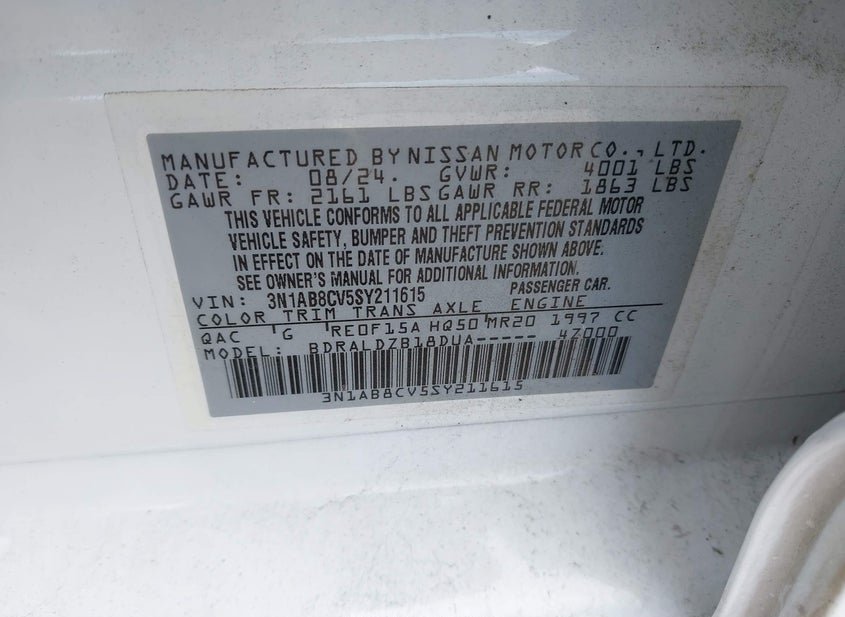 MANUFACTURED BY NISSAN MOTOR CO., LTD.
DATE: 08/24. GVWR: 4001 LBS
GAWR FR: 2161 LBS GAWR RR: 1863 LBS
THIS VEHICLE CONFORMS TO ALL APPLICABLE FEDERAL MOTOR
VEHICLE SAFETY, BUMPER AND THEFT PREVENTION STANDARDS
IN EFFECT ON THE DATE OF MANUFACTURE SHOWN ABOVE.
SEE OWNER'S MANUAL FOR ADDITIONAL INFORMATION.
PASSENGER CAR.
VIN: 3N1AB8CV5SY211615
COLOR TRIM TRANS AXLE ENGINE
QAC G RE0F15A HQ50 MR20 1997 CC
MODEL: BDRALDZB18DUA----- 4Z000
3N1AB8CV5SY211615